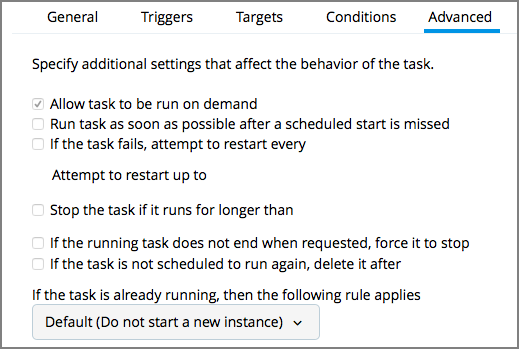 General Triggers Targets Conditions Advanced
Specify additional settings that affect the behavior of the task.
Allow task to be run on demand
Run task as soon as possible after a scheduled start is missed
If the task fails, attempt to restart every
Attempt to restart up to
Stop the task if it runs for longer than
If the running task does not end when requested, force it to stop
If the task is not scheduled to run again, delete it after
If the task is already running, then the following rule applies
Default (Do not start a new instance)